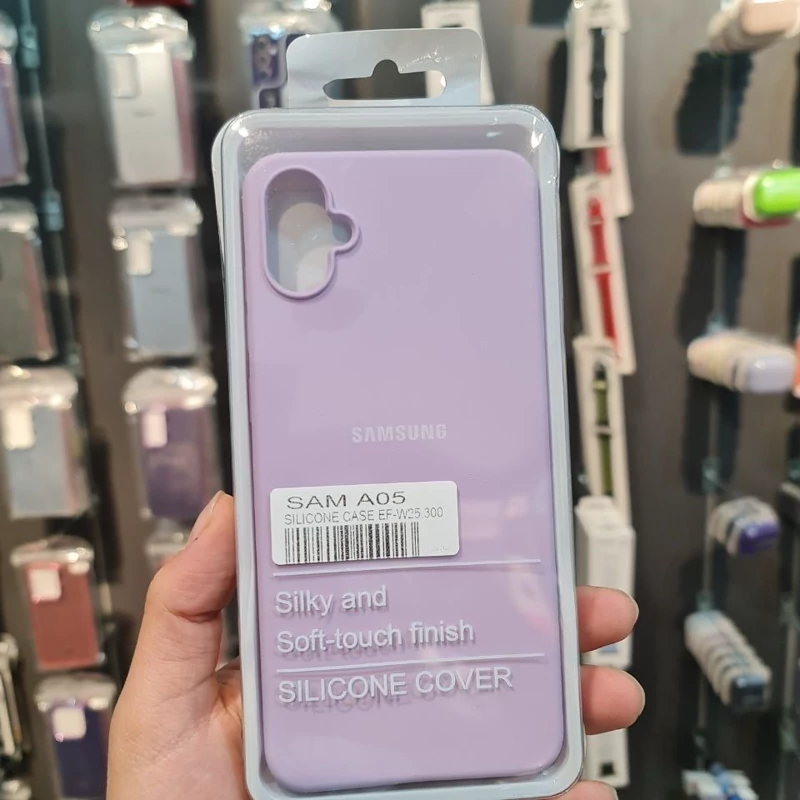 SAMSUNG
SAM A05
SILICONE CASE EF-W25.300
Silky and
Soft-touch finish
SILICONE COVER